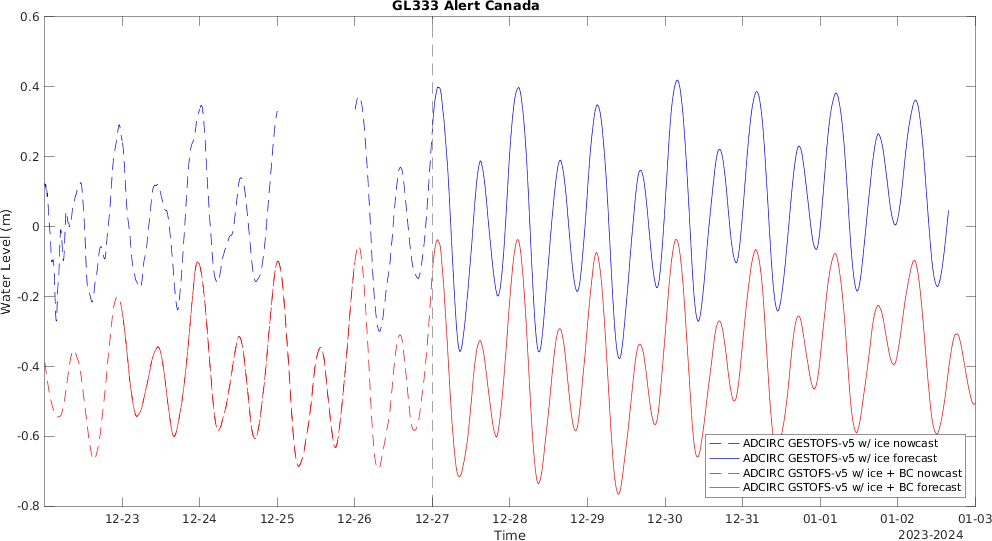 GL333 Alert Canada
0.6
0.4
0.2
0
-0.2
-0.4
-0.6
-0.8
Water Level (m)
ADCIRC GESTOFS-v5 w/ ice nowcast
ADCIRC GESTOFS-v5 w/ ice forecast
ADCIRC GSTOFS-v5 w/ ice + BC nowcast
ADCIRC GSTOFS-v5 w/ ice + BC forecast
12-23 12-24 12-25 12-26 12-27 12-28 12-29 12-30 12-31 01-01 01-02 01-03
Time
2023-2024